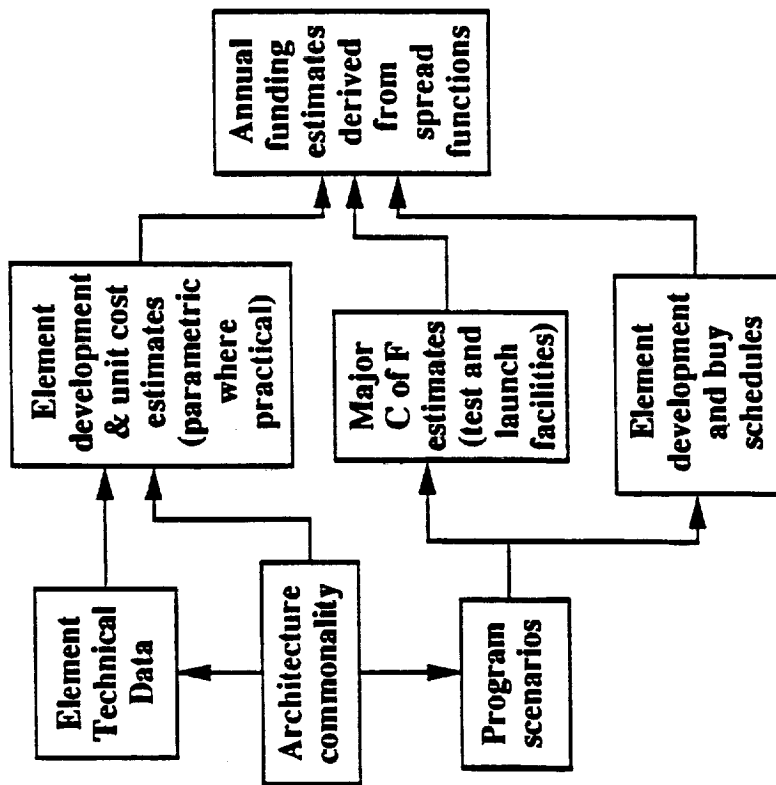 Element
Technical
Data
Architecture
commonality
Program
scenarios
Element
development
& unit cost
estimates
(parametric
where
practical)
Major
C of F
estimates
(test and
launch
facilities)
Element
development
and buy
schedules
Annual
funding
estimates
derived
from
spread
functions